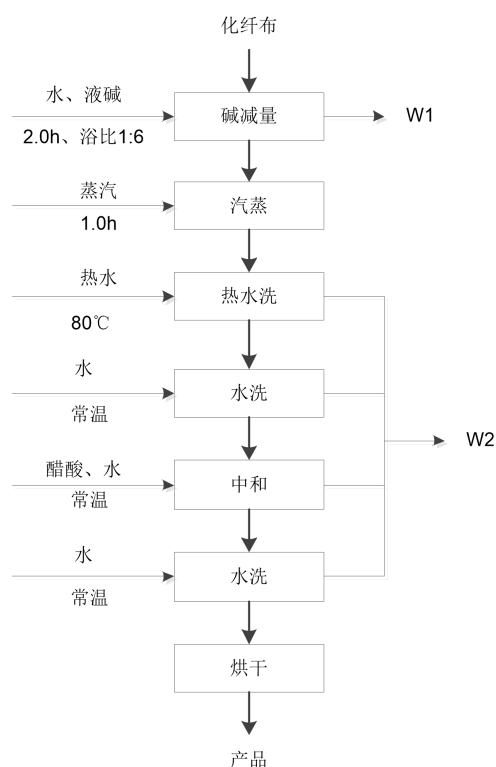 化纤布
水、液碱
碱减量
W1
2.0h、浴比1:6
蒸汽
汽蒸
1.0h
热水
热水洗
80℃
水
水洗
常温
W2
醋酸、水
中和
常温
水
水洗
常温
烘干
产品